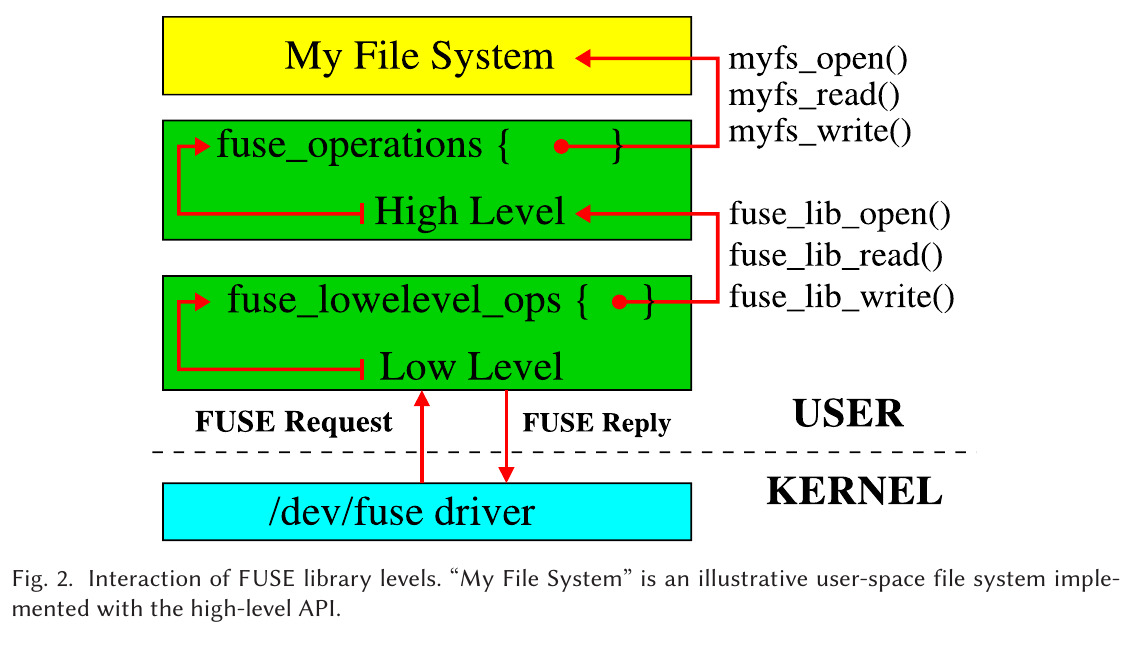 My File System
myfs_open()
myfs_read()
myfs_write()
fuse_operations { }
High Level
fuse_lib_open()
fuse_lib_read()
fuse_lib_write()
fuse_lowelevel_ops { }
Low Level
FUSE Request
FUSE Reply
USER
KERNEL
/dev/fuse driver
Fig. 2. Interaction of FUSE library levels. “My File System” is an illustrative user-space file system imple-
mented with the high-level API.